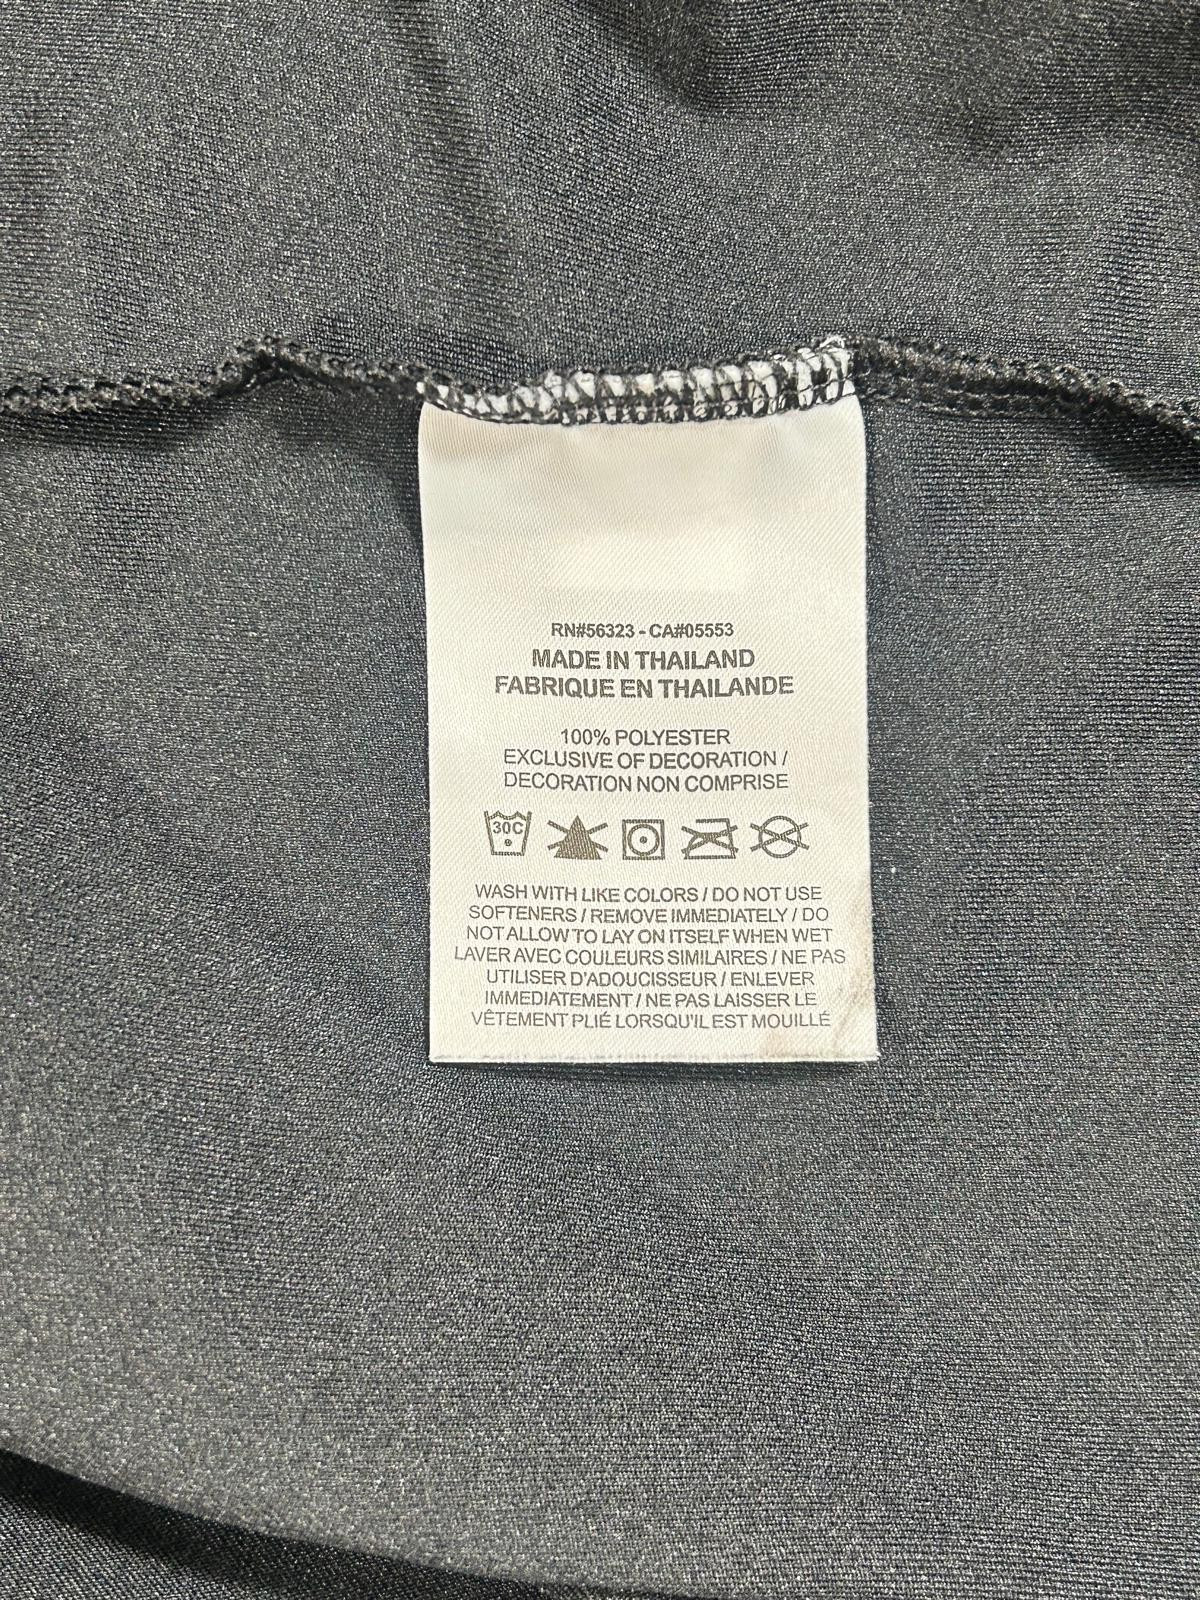 RN#56323 - CA#05553
MADE IN THAILAND
FABRIQUE EN THAILANDE
100% POLYESTER
EXCLUSIVE OF DECORATION /
DECORATION NON COMPRISE
30C
WASH WITH LIKE COLORS / DO NOT USE
SOFTENERS / REMOVE IMMEDIATELY / DO
NOT ALLOW TO LAY ON ITSELF WHEN WET
LAVER AVEC COULEURS SIMILAIRES / NE PAS
UTILISER D'ADOUCISSEUR / ENLEVER
IMMEDIATEMENT / NE PAS LAISSER LE
VÊTEMENT PLIÉ LORSQU'IL EST MOUILLÉ